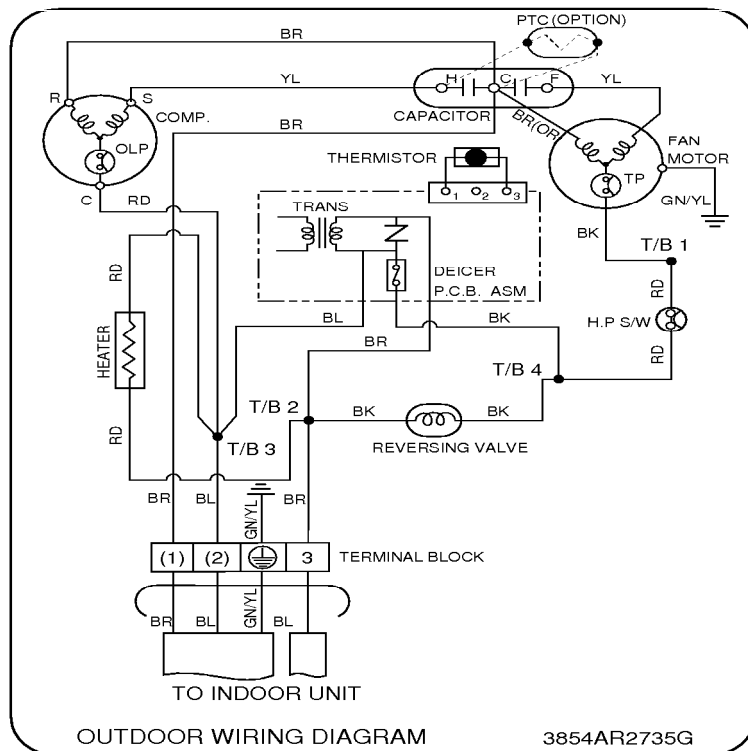 PTC (OPTION)
BR
YL
H C F
YL
R S
COMP.
CAPACITOR
BR
BR(OR)
OLP
FAN
MOTOR
THERMISTOR
TP
C RD
1 2 3
GN/YL
TRANS
BK
T/B 1
RD
RD
DEICER
P.C.B. ASM
BL
BK
H.P S/W
HEATER
BR
RD
T/B 4
T/B 2
BK BK
RD
T/B 3
REVERSING VALVE
BR BL GN/YL BR
(1) (2) 3 TERMINAL BLOCK
BR BL GN/YL BL
TO INDOOR UNIT
OUTDOOR WIRING DIAGRAM 3854AR2735G